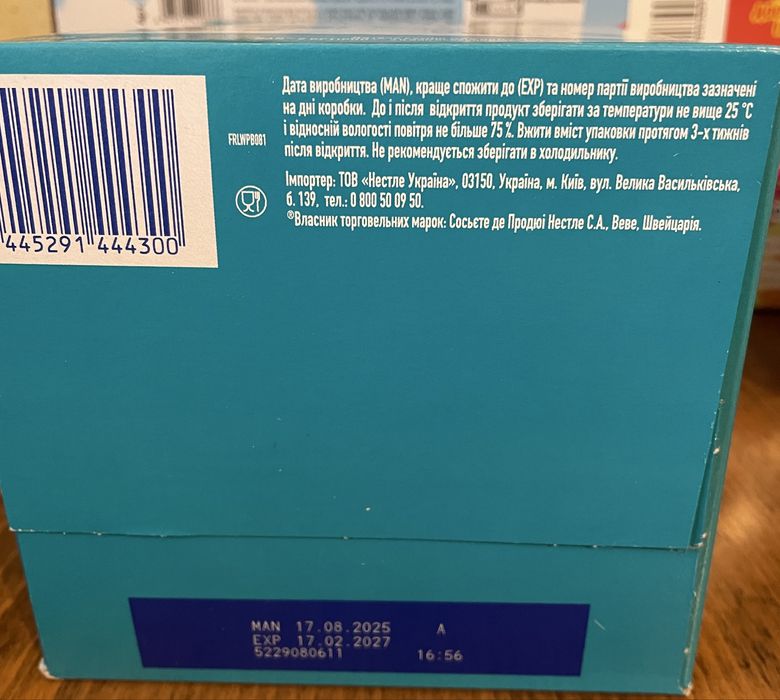 Дата виробництва (MAN), краще спожити до (EXP) та номер партії виробництва зазначені
на дні коробки. До і після відкриття продукт зберігати за температури не вище 25 °C
і відносній вологості повітря не більше 75 %. Вжити вміст упаковки протягом 3-х тижнів
після відкриття. Не рекомендується зберігати в холодильнику.
FRLWPB081
Імпортер: ТОВ «Нестле Україна», 03150, Україна, м. Київ, вул. Велика Васильківська,
б. 139, тел.: 0 800 50 09 50.
®Власник торговельних марок: Сосьєте де Продюі Нестле С.А., Веве, Швейцарія.
445291 444300
MAN 17.08.2025 A
EXP 17.02.2027
5229080611 16:56